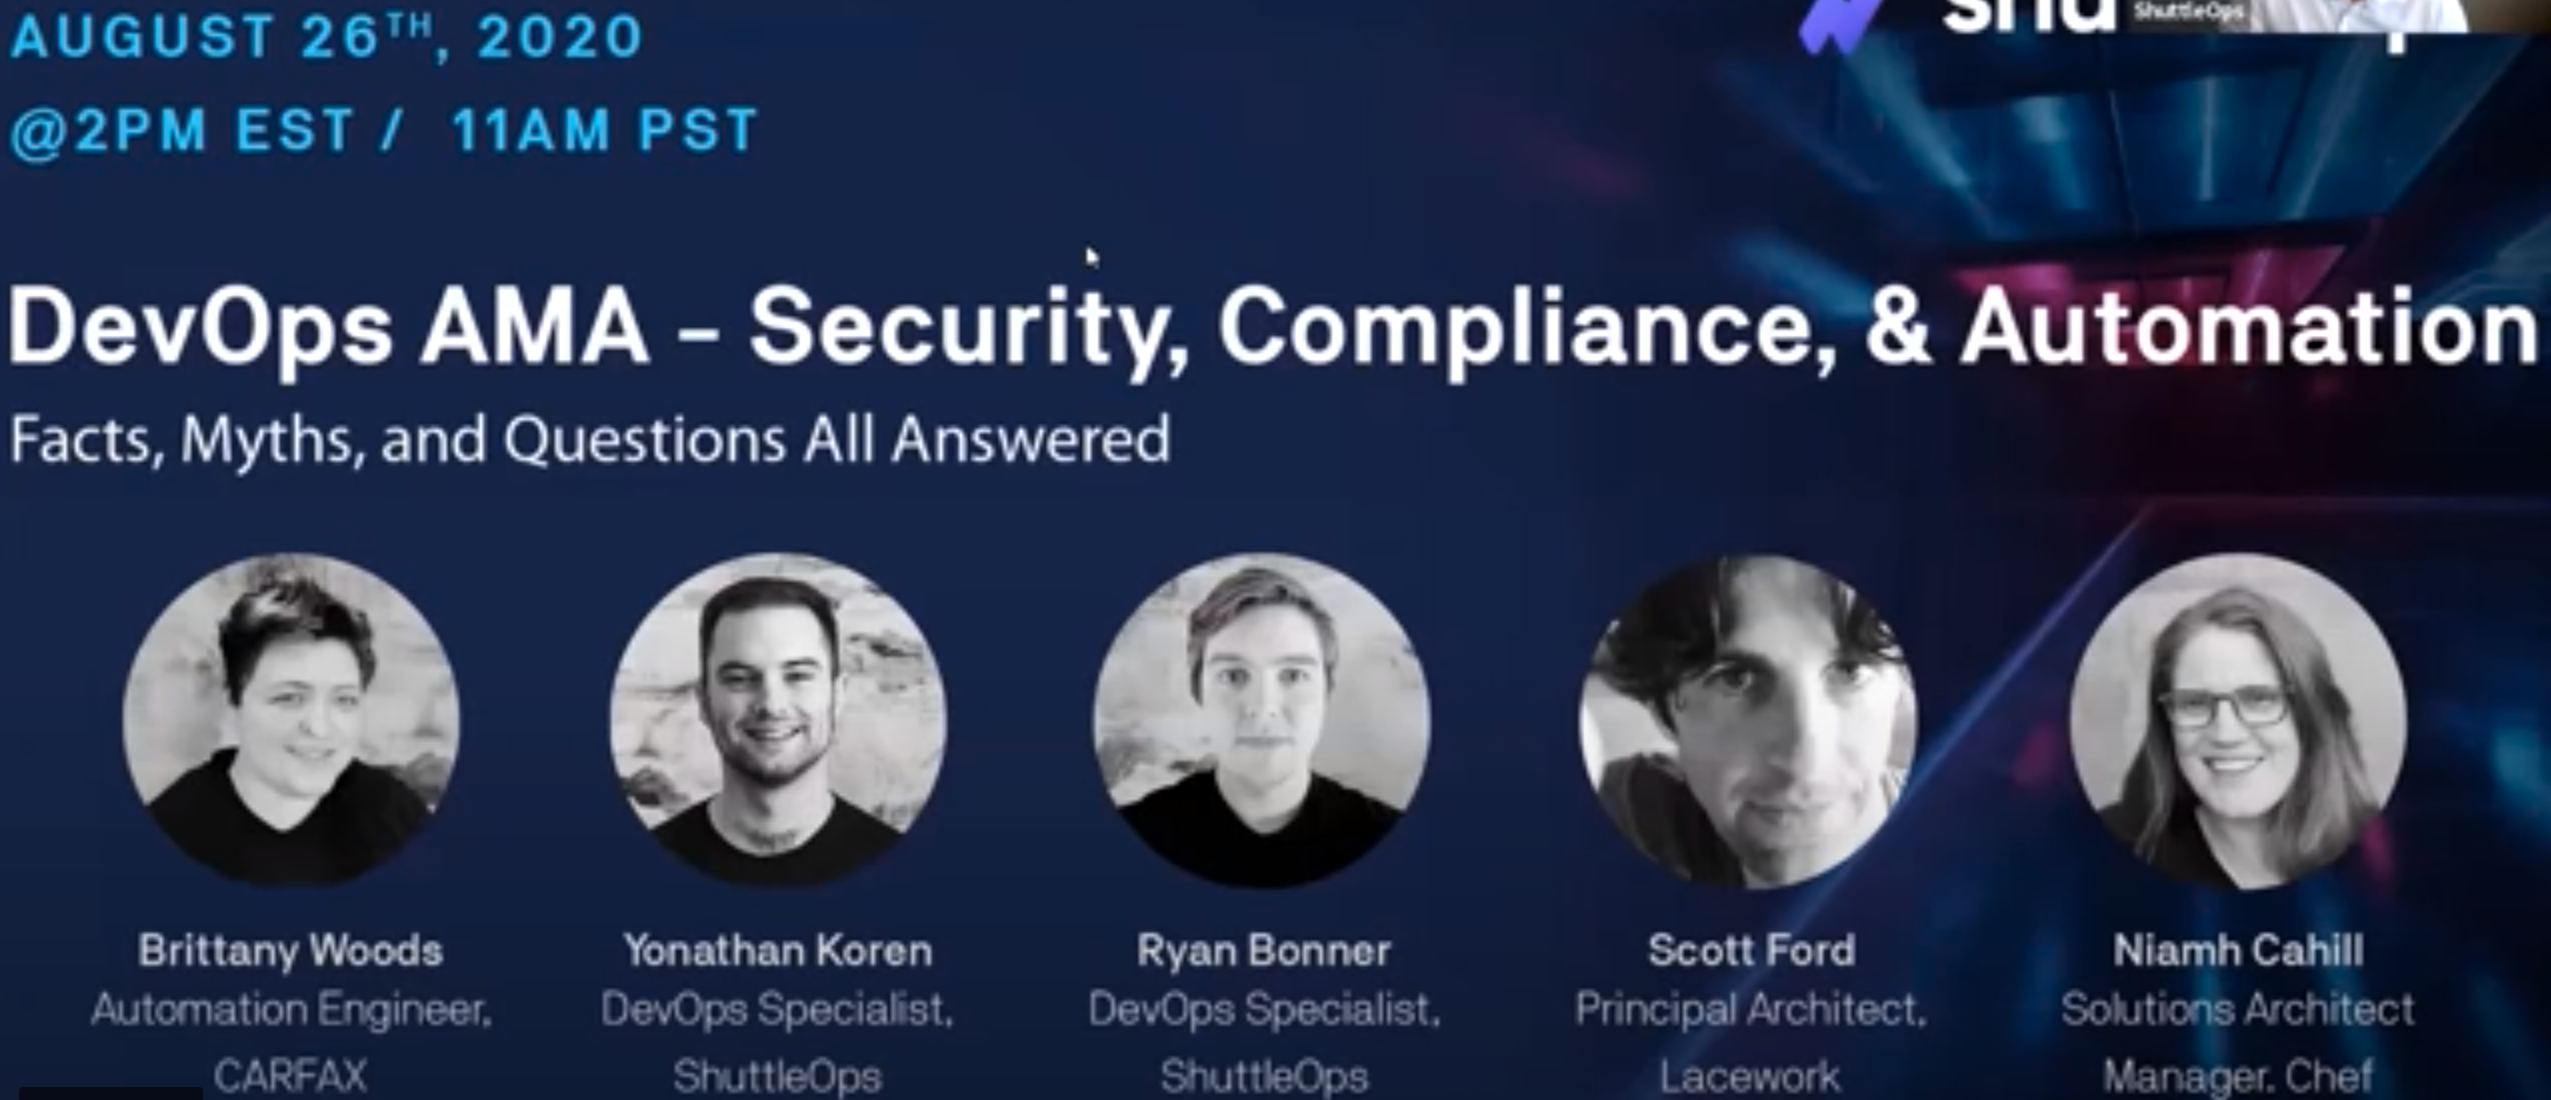 AUGUST 26TH, 2020
@2PM EST / 11AM PST
ShuttleOps
DevOps AMA – Security, Compliance, & Automation
Facts, Myths, and Questions All Answered
Brittany Woods
Automation Engineer,
CARFAX
Yonathan Koren
DevOps Specialist,
ShuttleOps
Ryan Bonner
DevOps Specialist,
ShuttleOps
Scott Ford
Principal Architect,
Lacework
Niamh Cahill
Solutions Architect
Manager. Chef